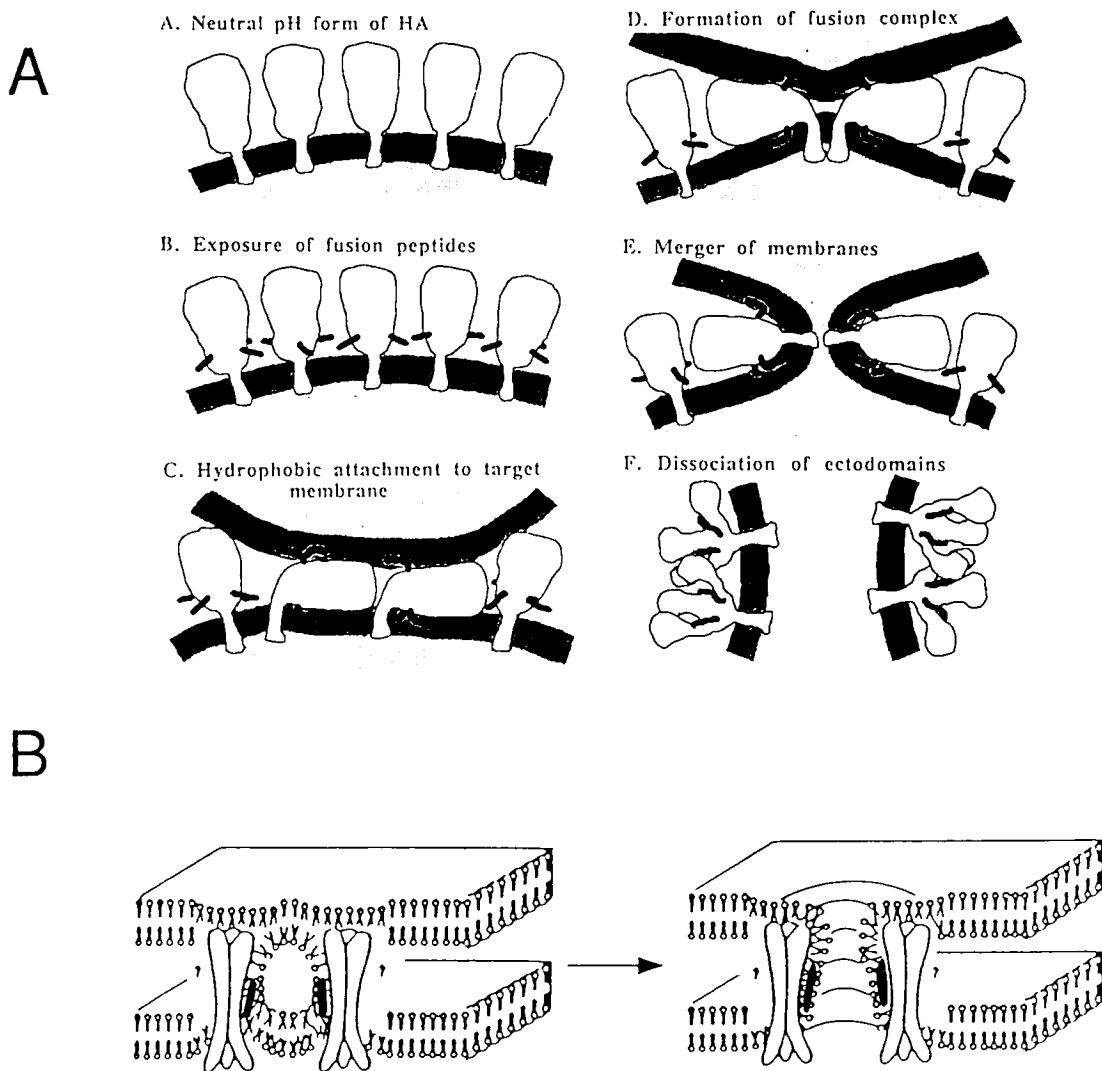 A
A. Neutral pH form of HA
B. Exposure of fusion peptides
C. Hydrophobic attachment to target
membrane
D. Formation of fusion complex
E. Merger of membranes
F. Dissociation of ectodomains
B
? ? ? ?